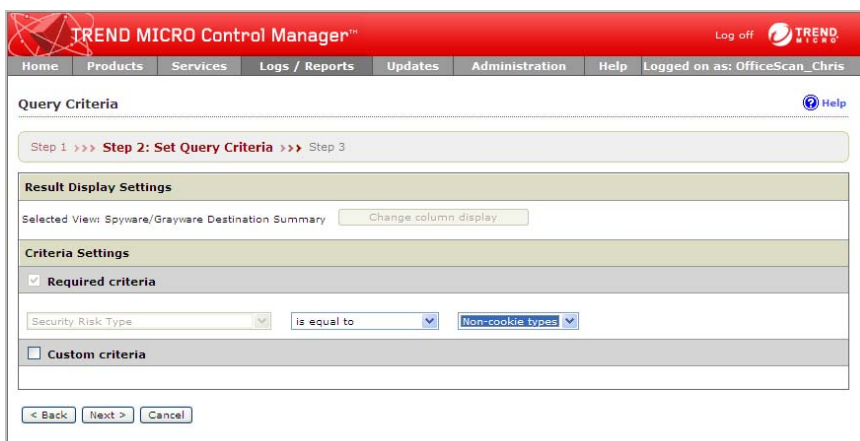 TREND MICRO Control Manager™
Log off
TREND MICRO
Home Products Services Logs / Reports Updates Administration Help Logged on as: OfficeScan_Chris
Query Criteria
Help
Step 1 >>> Step 2: Set Query Criteria >>> Step 3
Result Display Settings
Selected View: Spyware/Grayware Destination Summary Change column display
Criteria Settings
Required criteria
Security Risk Type is equal to Non-cookie types
Custom criteria
< Back Next > Cancel